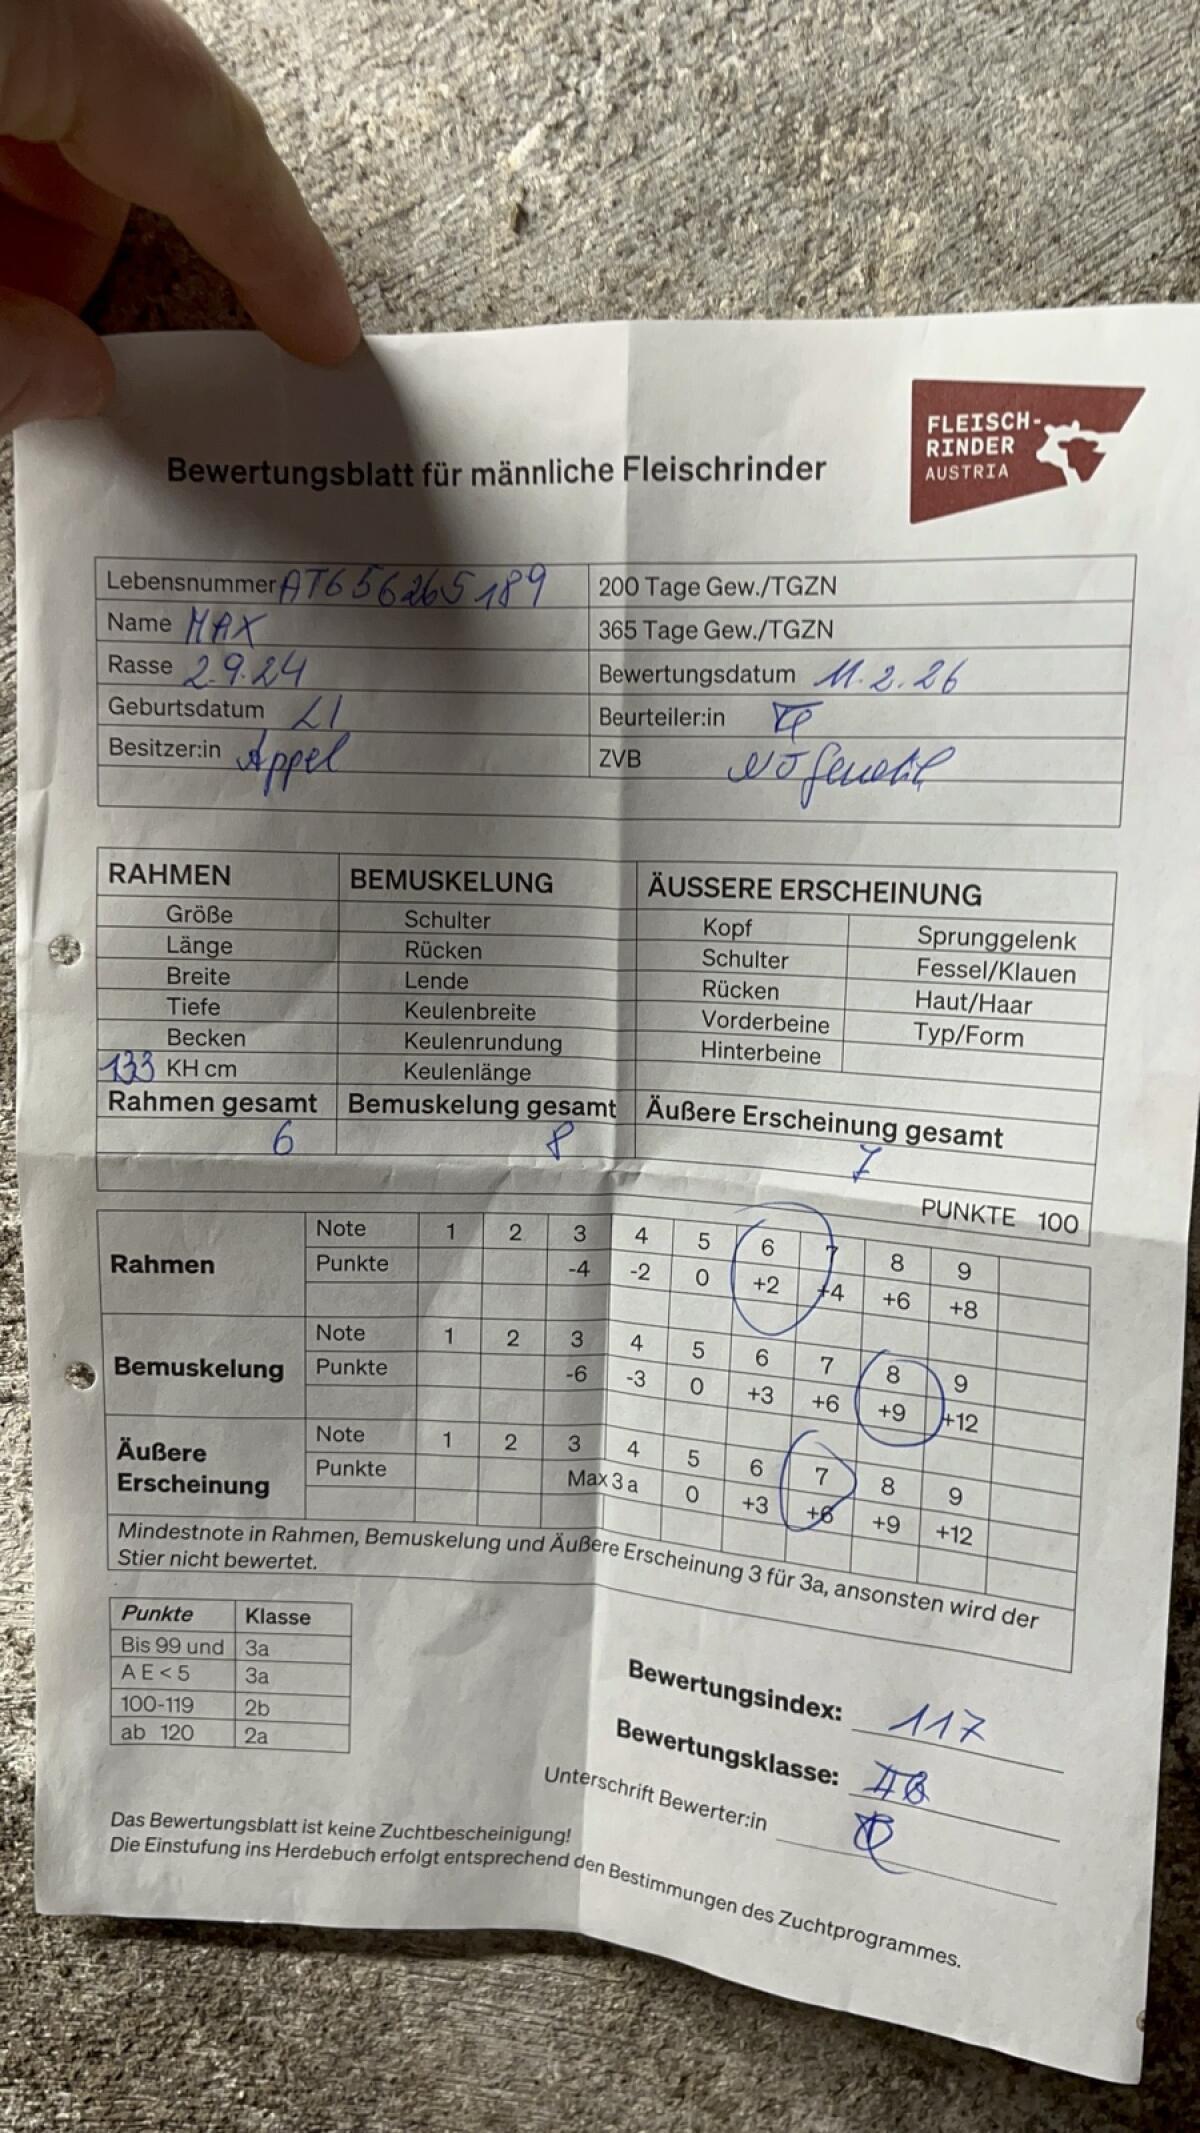 FLEISCH-
RINDER
AUSTRIA
Bewertungsblatt für männliche Fleischrinder
Lebensnummer AT656265189
200 Tage Gew./TGZN
Name MAX
365 Tage Gew./TGZN
Rasse 2.9.24
Bewertungsdatum 11.2.26
Geburtsdatum LI
Beurteiler:in
Besitzer:in Appel
ZVB NÖ Genetik
RAHMEN BEMUSKELUNG ÄUSSERE ERSCHEINUNG
Größe Schulter Kopf Sprunggelenk
Länge Rücken Schulter Fessel/Klauen
Breite Lende Rücken Haut/Haar
Tiefe Keulenbreite Vorderbeine Typ/Form
Becken Keulenrundung Hinterbeine
133 KH cm Keulenlänge
Rahmen gesamt Bemuskelung gesamt Äußere Erscheinung gesamt
6 8 7
PUNKTE 100
Rahmen
Note 1 2 3 4 5 6 7 8 9
Punkte -4 -2 0 +2 +4 +6 +8
Bemuskelung
Note 1 2 3 4 5 6 7 8 9
Punkte -6 -3 0 +3 +6 +9 +12
Äußere
Erscheinung
Note 1 2 3 4 5 6 7 8 9
Punkte Max 3a 0 +3 +6 +9 +12
Mindestnote in Rahmen, Bemuskelung und Äußere Erscheinung 3 für 3a, ansonsten wird der
Stier nicht bewertet.
Punkte Klasse
Bis 99 und 3a
A E < 5 3a
100-119 2b
ab 120 2a
Bewertungsindex: 117
Bewertungsklasse: IIB
Unterschrift Bewerter:in
Das Bewertungsblatt ist keine Zuchtbescheinigung!
Die Einstufung ins Herdebuch erfolgt entsprechend den Bestimmungen des Zuchtprogrammes.